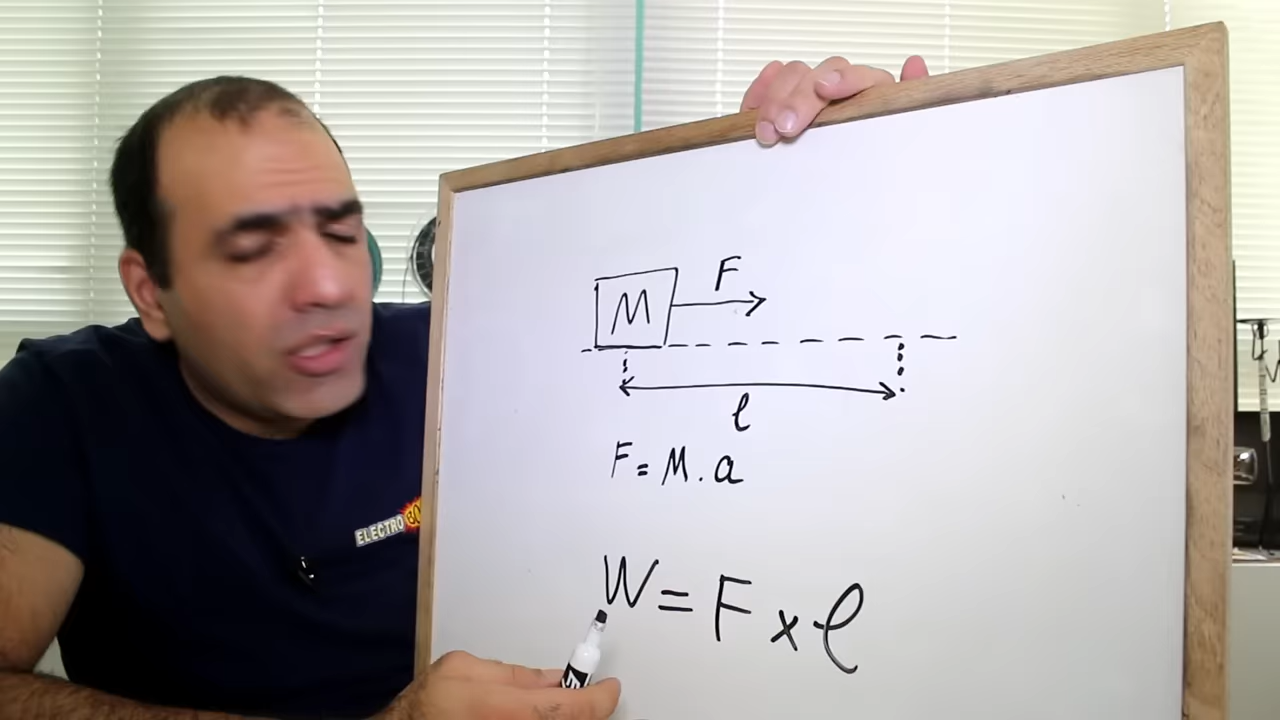 M
F
l
F = M . a
W = F x l
ELECTRO